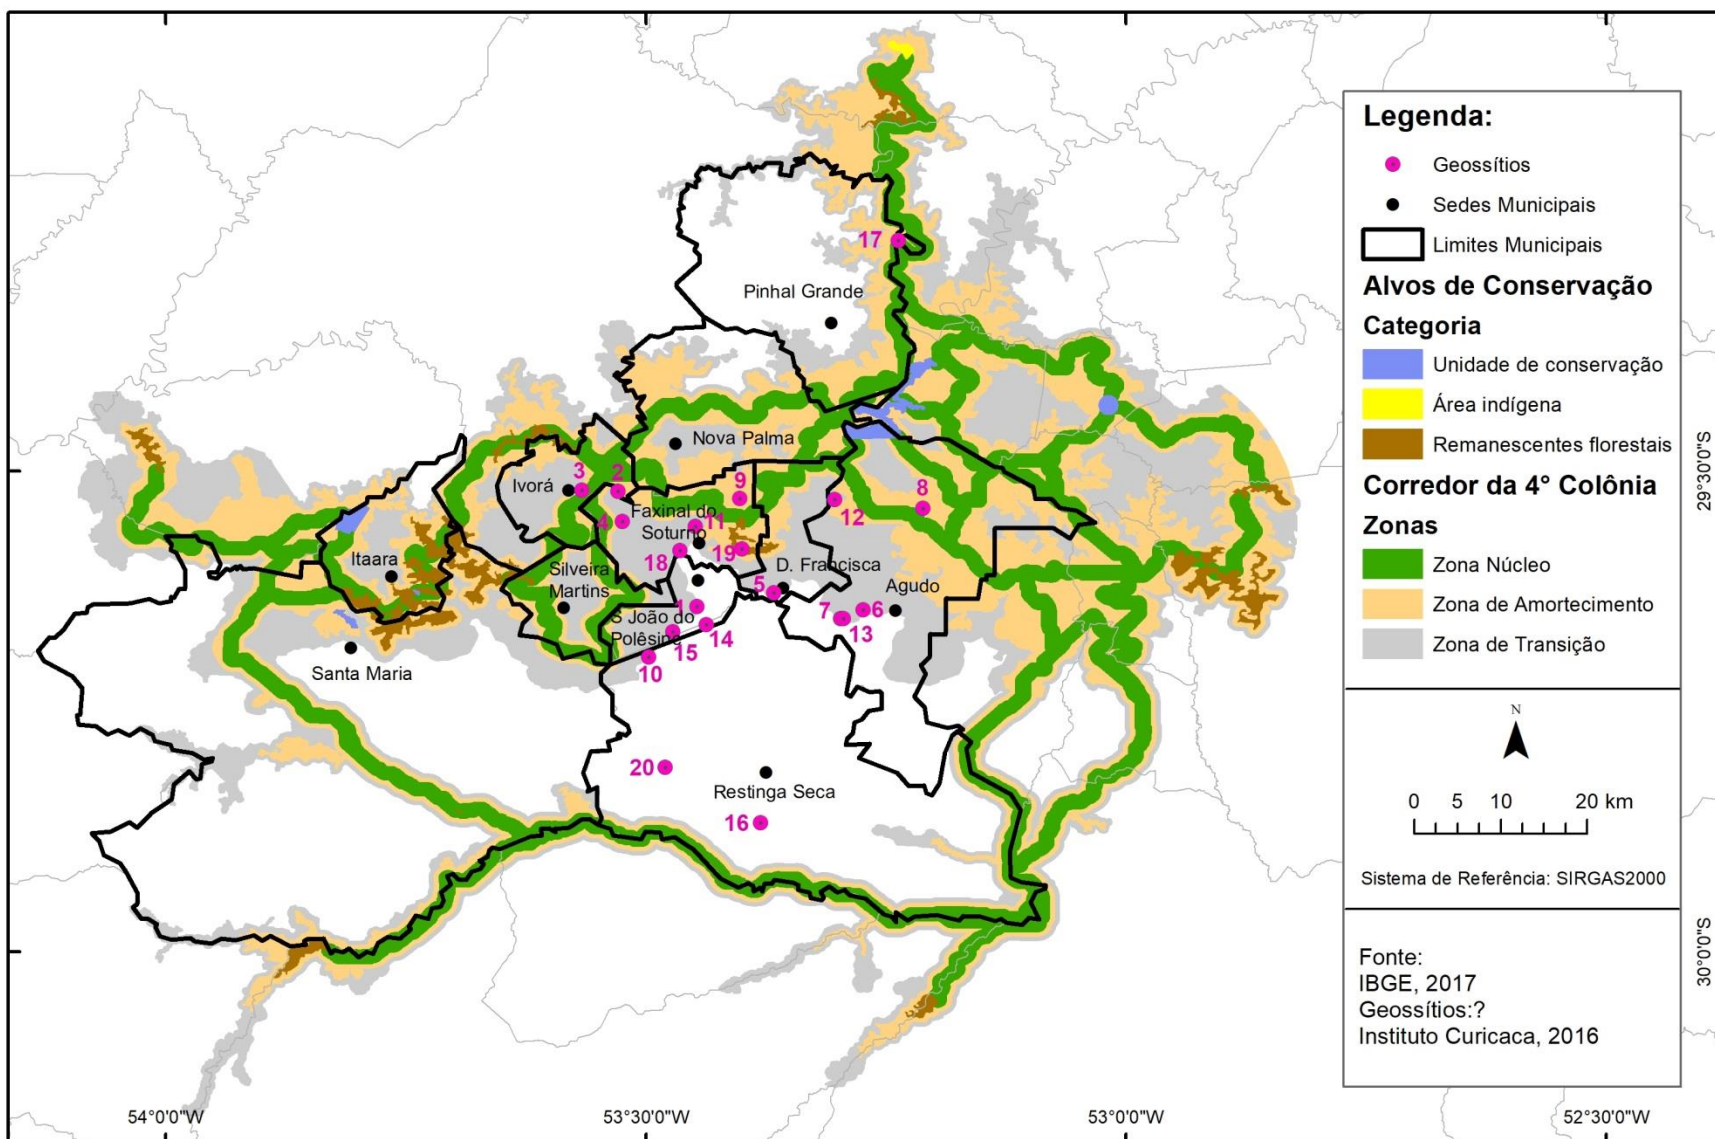 17
Pinhal Grande
Nova Palma
Ivorá
3
2
9
8
4
Faxinal do
Soturno
11
12
Itaara
18
19
Silveira
Martins
D. Francisca
5
Agudo
1
S João do
Polêsine
7
6
14
13
15
10
Santa Maria
20
Restinga Seca
16
Legenda:
Geossítios
Sedes Municipais
Limites Municipais
Alvos de Conservação
Categoria
Unidade de conservação
Área indígena
Remanescentes florestais
Corredor da 4° Colônia
Zonas
Zona Núcleo
Zona de Amortecimento
Zona de Transição
N
0 5 10 20 km
Sistema de Referência: SIRGAS2000
Fonte:
IBGE, 2017
Geossítios:?
Instituto Curicaca, 2016
29°30'0"S
30°0'0"S
54°0'0"W
53°30'0"W
53°0'0"W
52°30'0"W